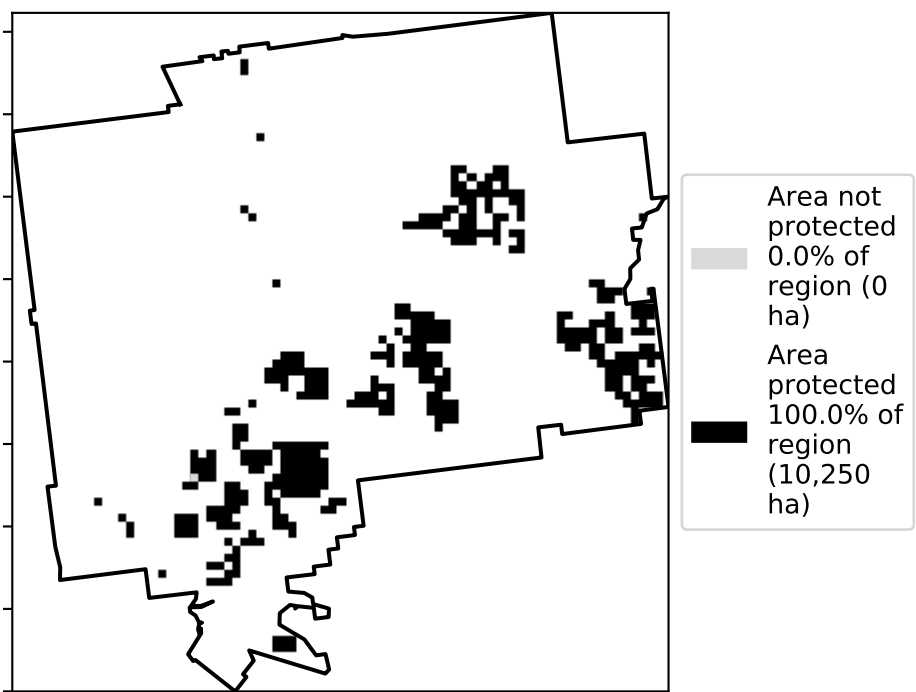 Area not
protected
0.0% of
region (0
ha)
Area
protected
100.0% of
region
(10,250
ha)